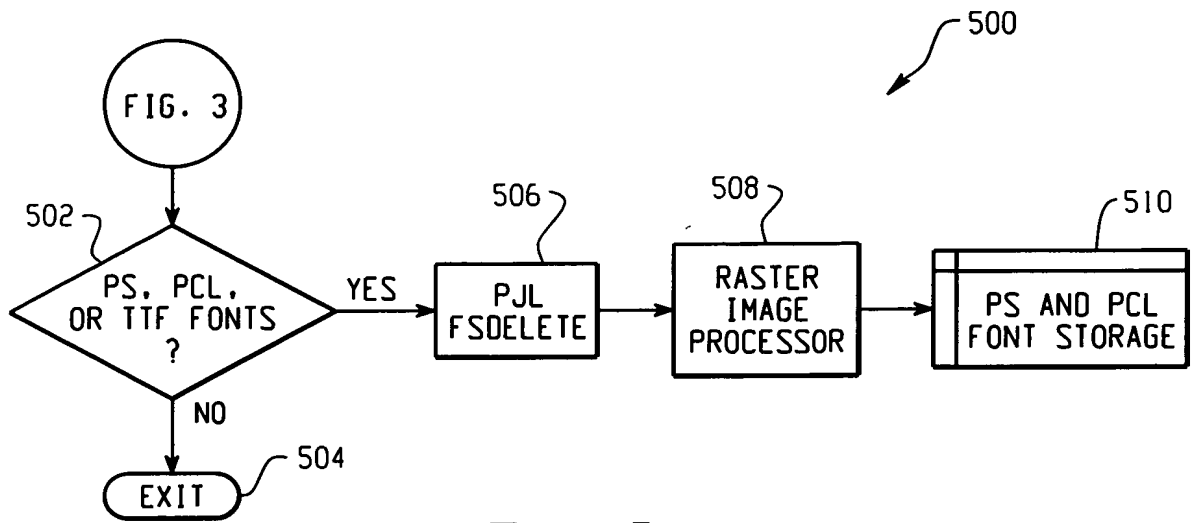 500
FIG. 3
502
PS, PCL,
OR TTF FONTS
?
YES
506
PJL
FSDELETE
508
RASTER
IMAGE
PROCESSOR
510
PS AND PCL
FONT STORAGE
NO
504
EXIT